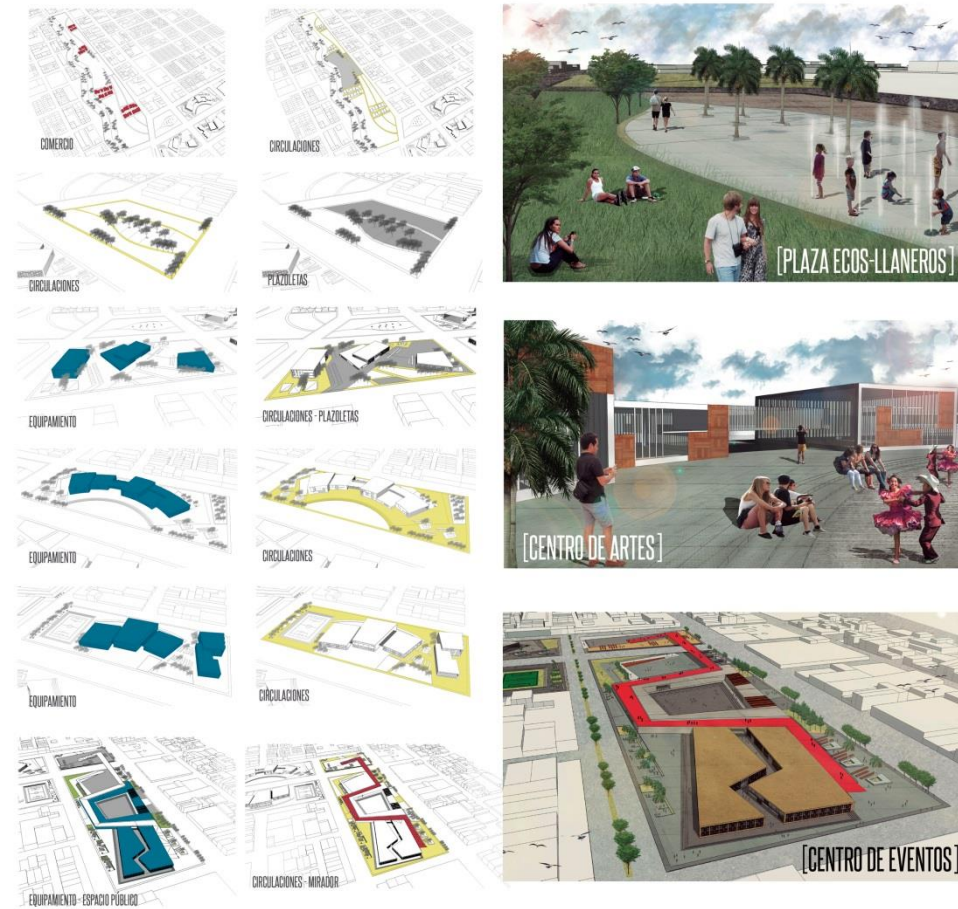 COMERCIO
CIRCULACIONES
CIRCULACIONES
PLAZOLETAS
EQUIPAMIENTO
CIRCULACIONES - PLAZOLETAS
EQUIPAMIENTO
CIRCULACIONES
EQUIPAMIENTO
CIRCULACIONES
EQUIPAMIENTO - ESPACIO PÚBLICO
CIRCULACIONES - MIRADOR
[PLAZA ECOS-LLANEROS]
[CENTRO DE ARTES]
[CENTRO DE EVENTOS]